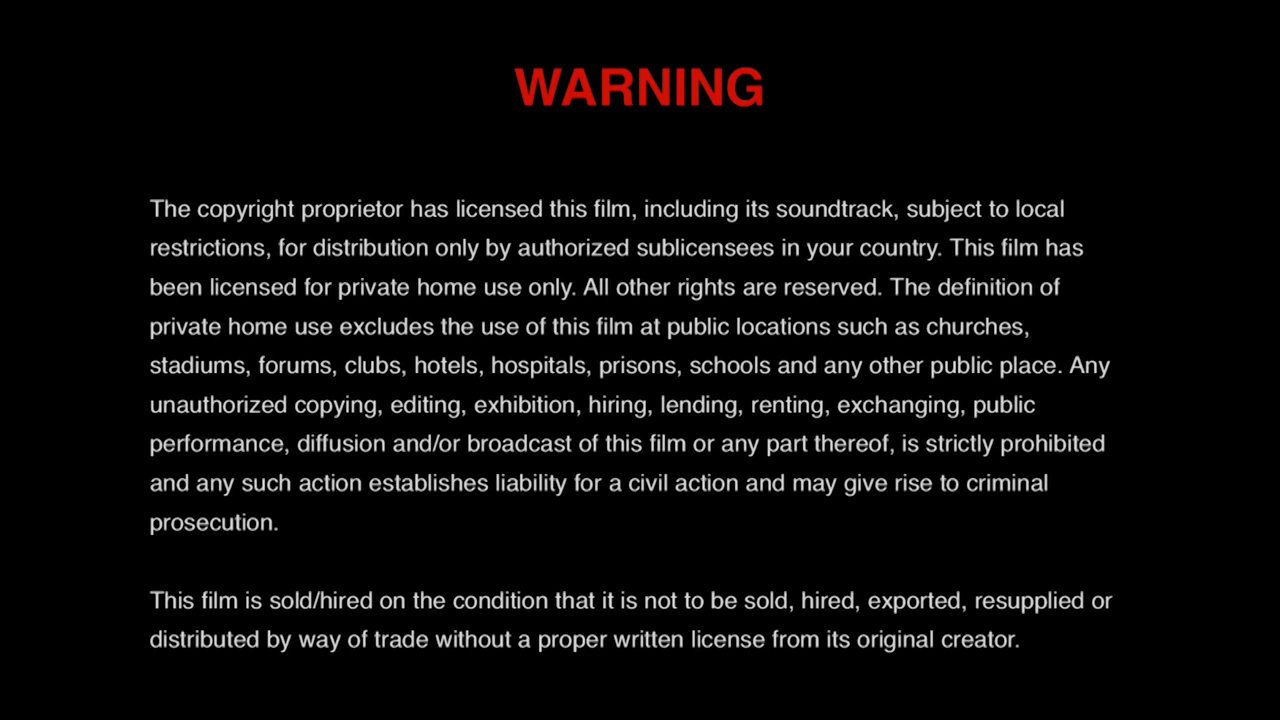 WARNING
The copyright proprietor has licensed this film, including its soundtrack, subject to local
restrictions, for distribution only by authorized sublicensees in your country. This film has
been licensed for private home use only. All other rights are reserved. The definition of
private home use excludes the use of this film at public locations such as churches,
stadiums, forums, clubs, hotels, hospitals, prisons, schools and any other public place. Any
unauthorized copying, editing, exhibition, hiring, lending, renting, exchanging, public
performance, diffusion and/or broadcast of this film or any part thereof, is strictly prohibited
and any such action establishes liability for a civil action and may give rise to criminal
prosecution.
This film is sold/hired on the condition that it is not to be sold, hired, exported, resupplied or
distributed by way of trade without a proper written license from its original creator.